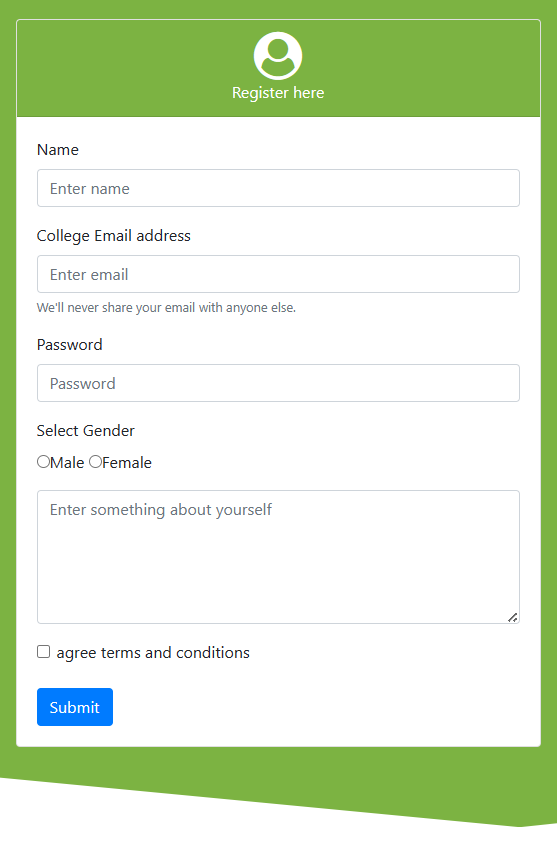 Register here
Name
Enter name
College Email address
Enter email
We'll never share your email with anyone else.
Password
Password
Select Gender
Male Female
Enter something about yourself
agree terms and conditions
Submit